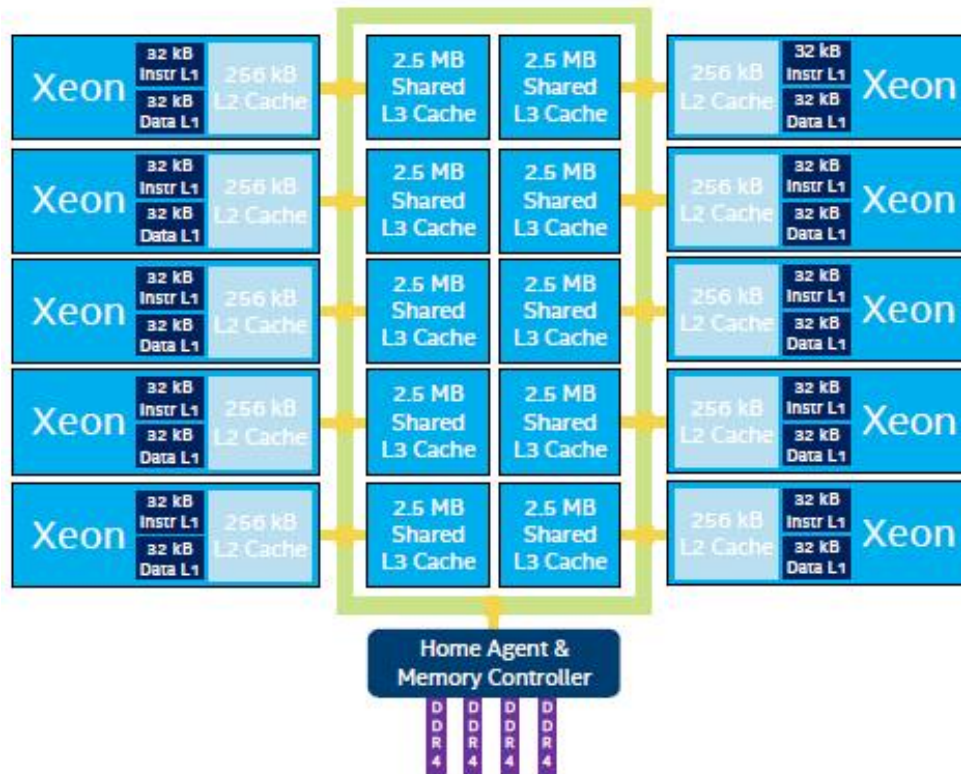 Xeon
32 kB
Instr L1
32 kB
Data L1
256 kB
L2 Cache
2.5 MB
Shared
L3 Cache
2.5 MB
Shared
L3 Cache
256 kB
L2 Cache
32 kB
Instr L1
32 kB
Data L1
Xeon
Xeon
32 kB
Instr L1
32 kB
Data L1
256 kB
L2 Cache
2.5 MB
Shared
L3 Cache
2.5 MB
Shared
L3 Cache
256 kB
L2 Cache
32 kB
Instr L1
32 kB
Data L1
Xeon
Xeon
32 kB
Instr L1
32 kB
Data L1
256 kB
L2 Cache
2.5 MB
Shared
L3 Cache
2.5 MB
Shared
L3 Cache
256 kB
L2 Cache
32 kB
Instr L1
32 kB
Data L1
Xeon
Xeon
32 kB
Instr L1
32 kB
Data L1
256 kB
L2 Cache
2.5 MB
Shared
L3 Cache
2.5 MB
Shared
L3 Cache
256 kB
L2 Cache
32 kB
Instr L1
32 kB
Data L1
Xeon
Xeon
32 kB
Instr L1
32 kB
Data L1
256 kB
L2 Cache
2.5 MB
Shared
L3 Cache
2.5 MB
Shared
L3 Cache
256 kB
L2 Cache
32 kB
Instr L1
32 kB
Data L1
Xeon
Home Agent &
Memory Controller
DDR4
DDR4
DDR4
DDR4